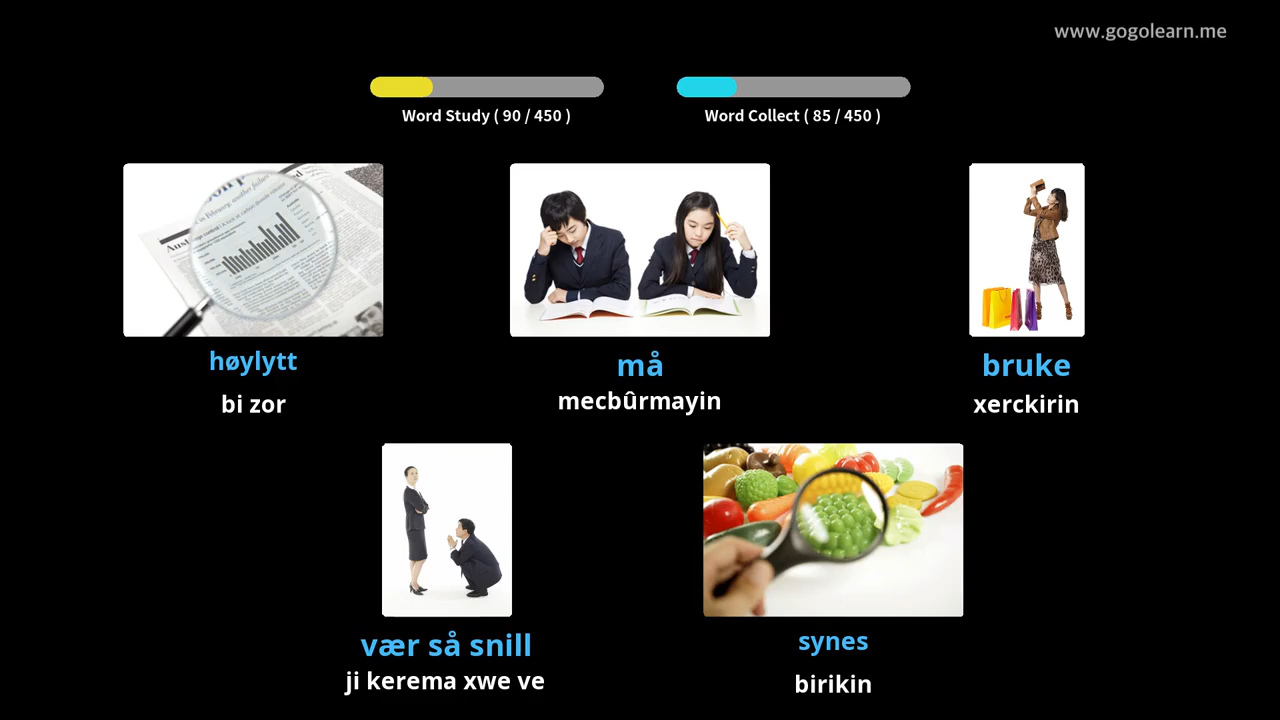 www.gogolearn.me
Word Study ( 90 / 450 )
Word Collect ( 85 / 450 )
høylytt
bi zor
må
mecbûrmayin
bruke
xerckirin
vær så snill
ji kerema xwe ve
synes
birikin